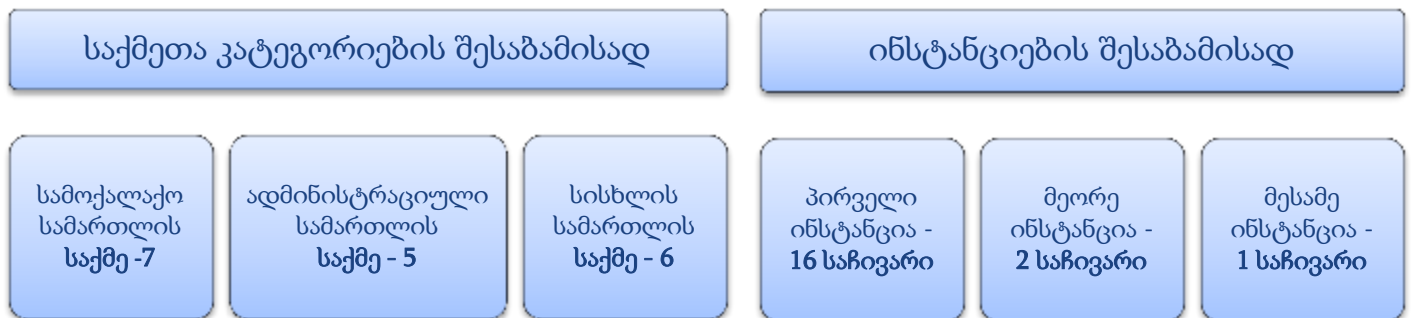 საქმეთა კატეგორიების შესაბამისად
სამოქალაქო
სამართლის
საქმე -7
ადმინისტრაციული
სამართლის
საქმე - 5
სისხლის
სამართლის
საქმე - 6
ინსტანციების შესაბამისად
პირველი
ინსტანცია -
16 საჩივარი
მეორე
ინსტანცია -
2 საჩივარი
მესამე
ინსტანცია -
1 საჩივარი